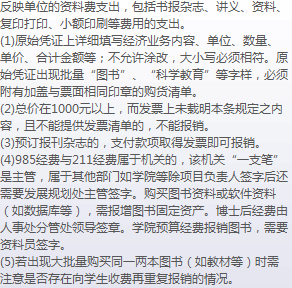 反映单位的资料费支出，包括书报杂志、讲义、资料、
复印打印、小额印刷等费用的支出。
(1)原始凭证上详细填写经济业务内容、单位、数量、
单价、合计金额等；不允许涂改，大小写必须相符。原
始凭证出现批量“图书”、“科学教育”等字样，必须
附有加盖与票面相同印章的购货清单。
(2)总价在1000元以上，而发票上未载明本条规定之内
容，且不能提供发票清单的，不能报销。
(3)预订报刊杂志的，支付款项取得发票即可报销。
(4)985经费与211经费属于机关的，该机关“一支笔”
是主管，属于其他部门如学院等除项目负责人签字后还
需要发展规划处主管签字。购买图书资料或软件资料
（如数据库等），需报增图书固定资产。博士后经费由
人事处分管处领导签章。学院预算经费报销图书，需要
资料员签字。
(5)若出现大批量购买同一两本图书（如教材等）时需
注意是否存在向学生收费再重复报销的情况。